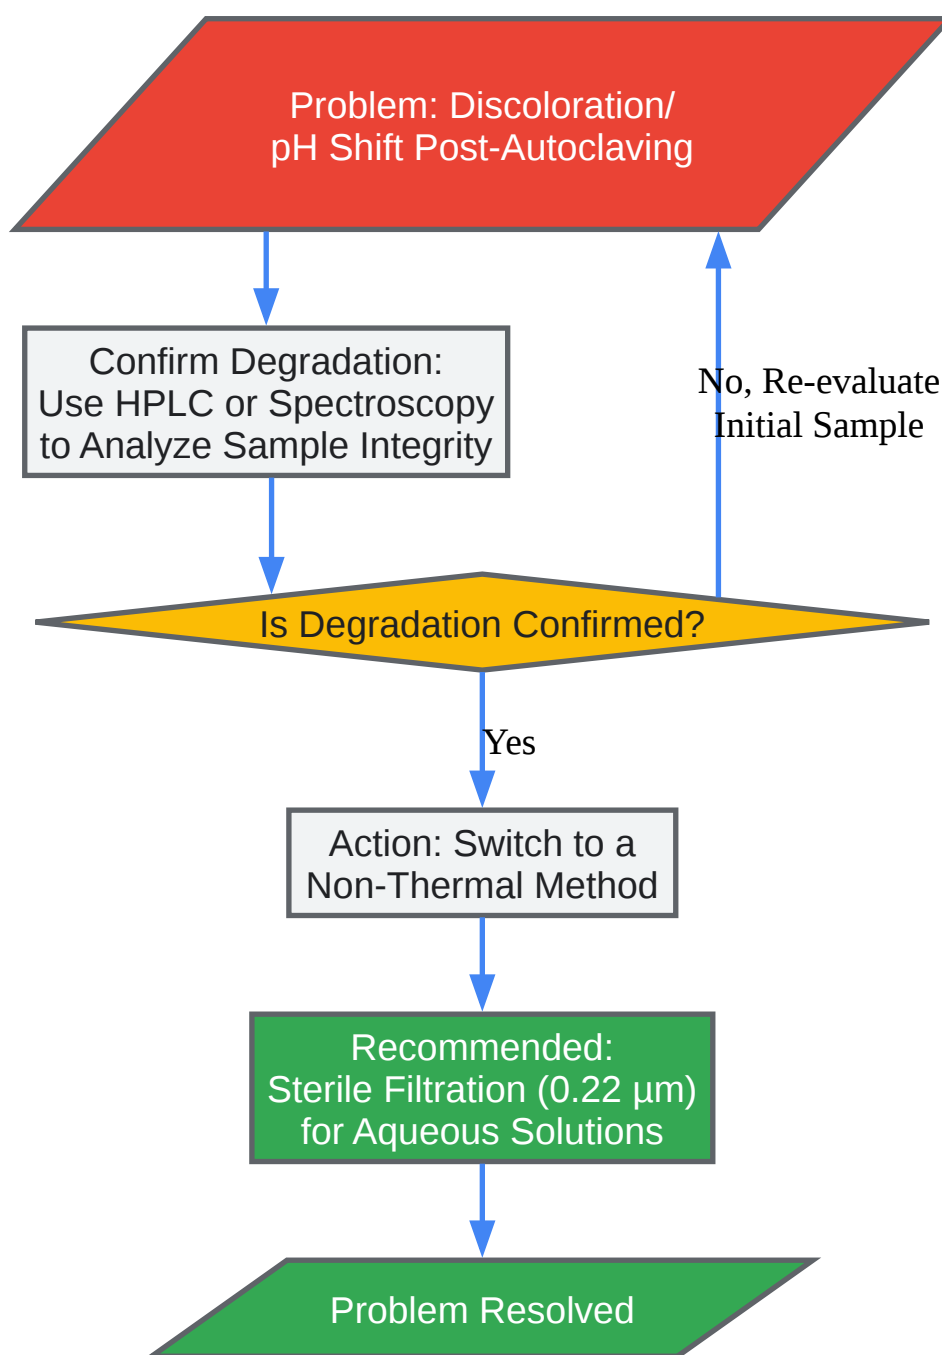 Problem: Discoloration/
pH Shift Post-Autoclaving
Confirm Degradation:
Use HPLC or Spectroscopy
to Analyze Sample Integrity
No, Re-evaluate
Initial Sample
Is Degradation Confirmed?
Yes
Action: Switch to a
Non-Thermal Method
Recommended:
Sterile Filtration (0.22 µm)
for Aqueous Solutions
Problem Resolved